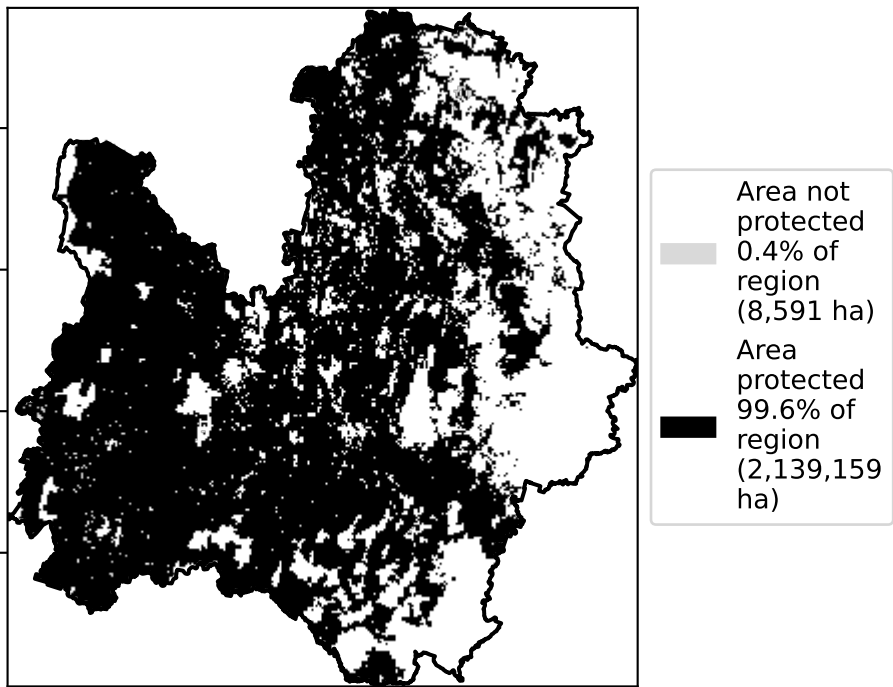 Area not
protected
0.4% of
region
(8,591 ha)
Area
protected
99.6% of
region
(2,139,159
ha)